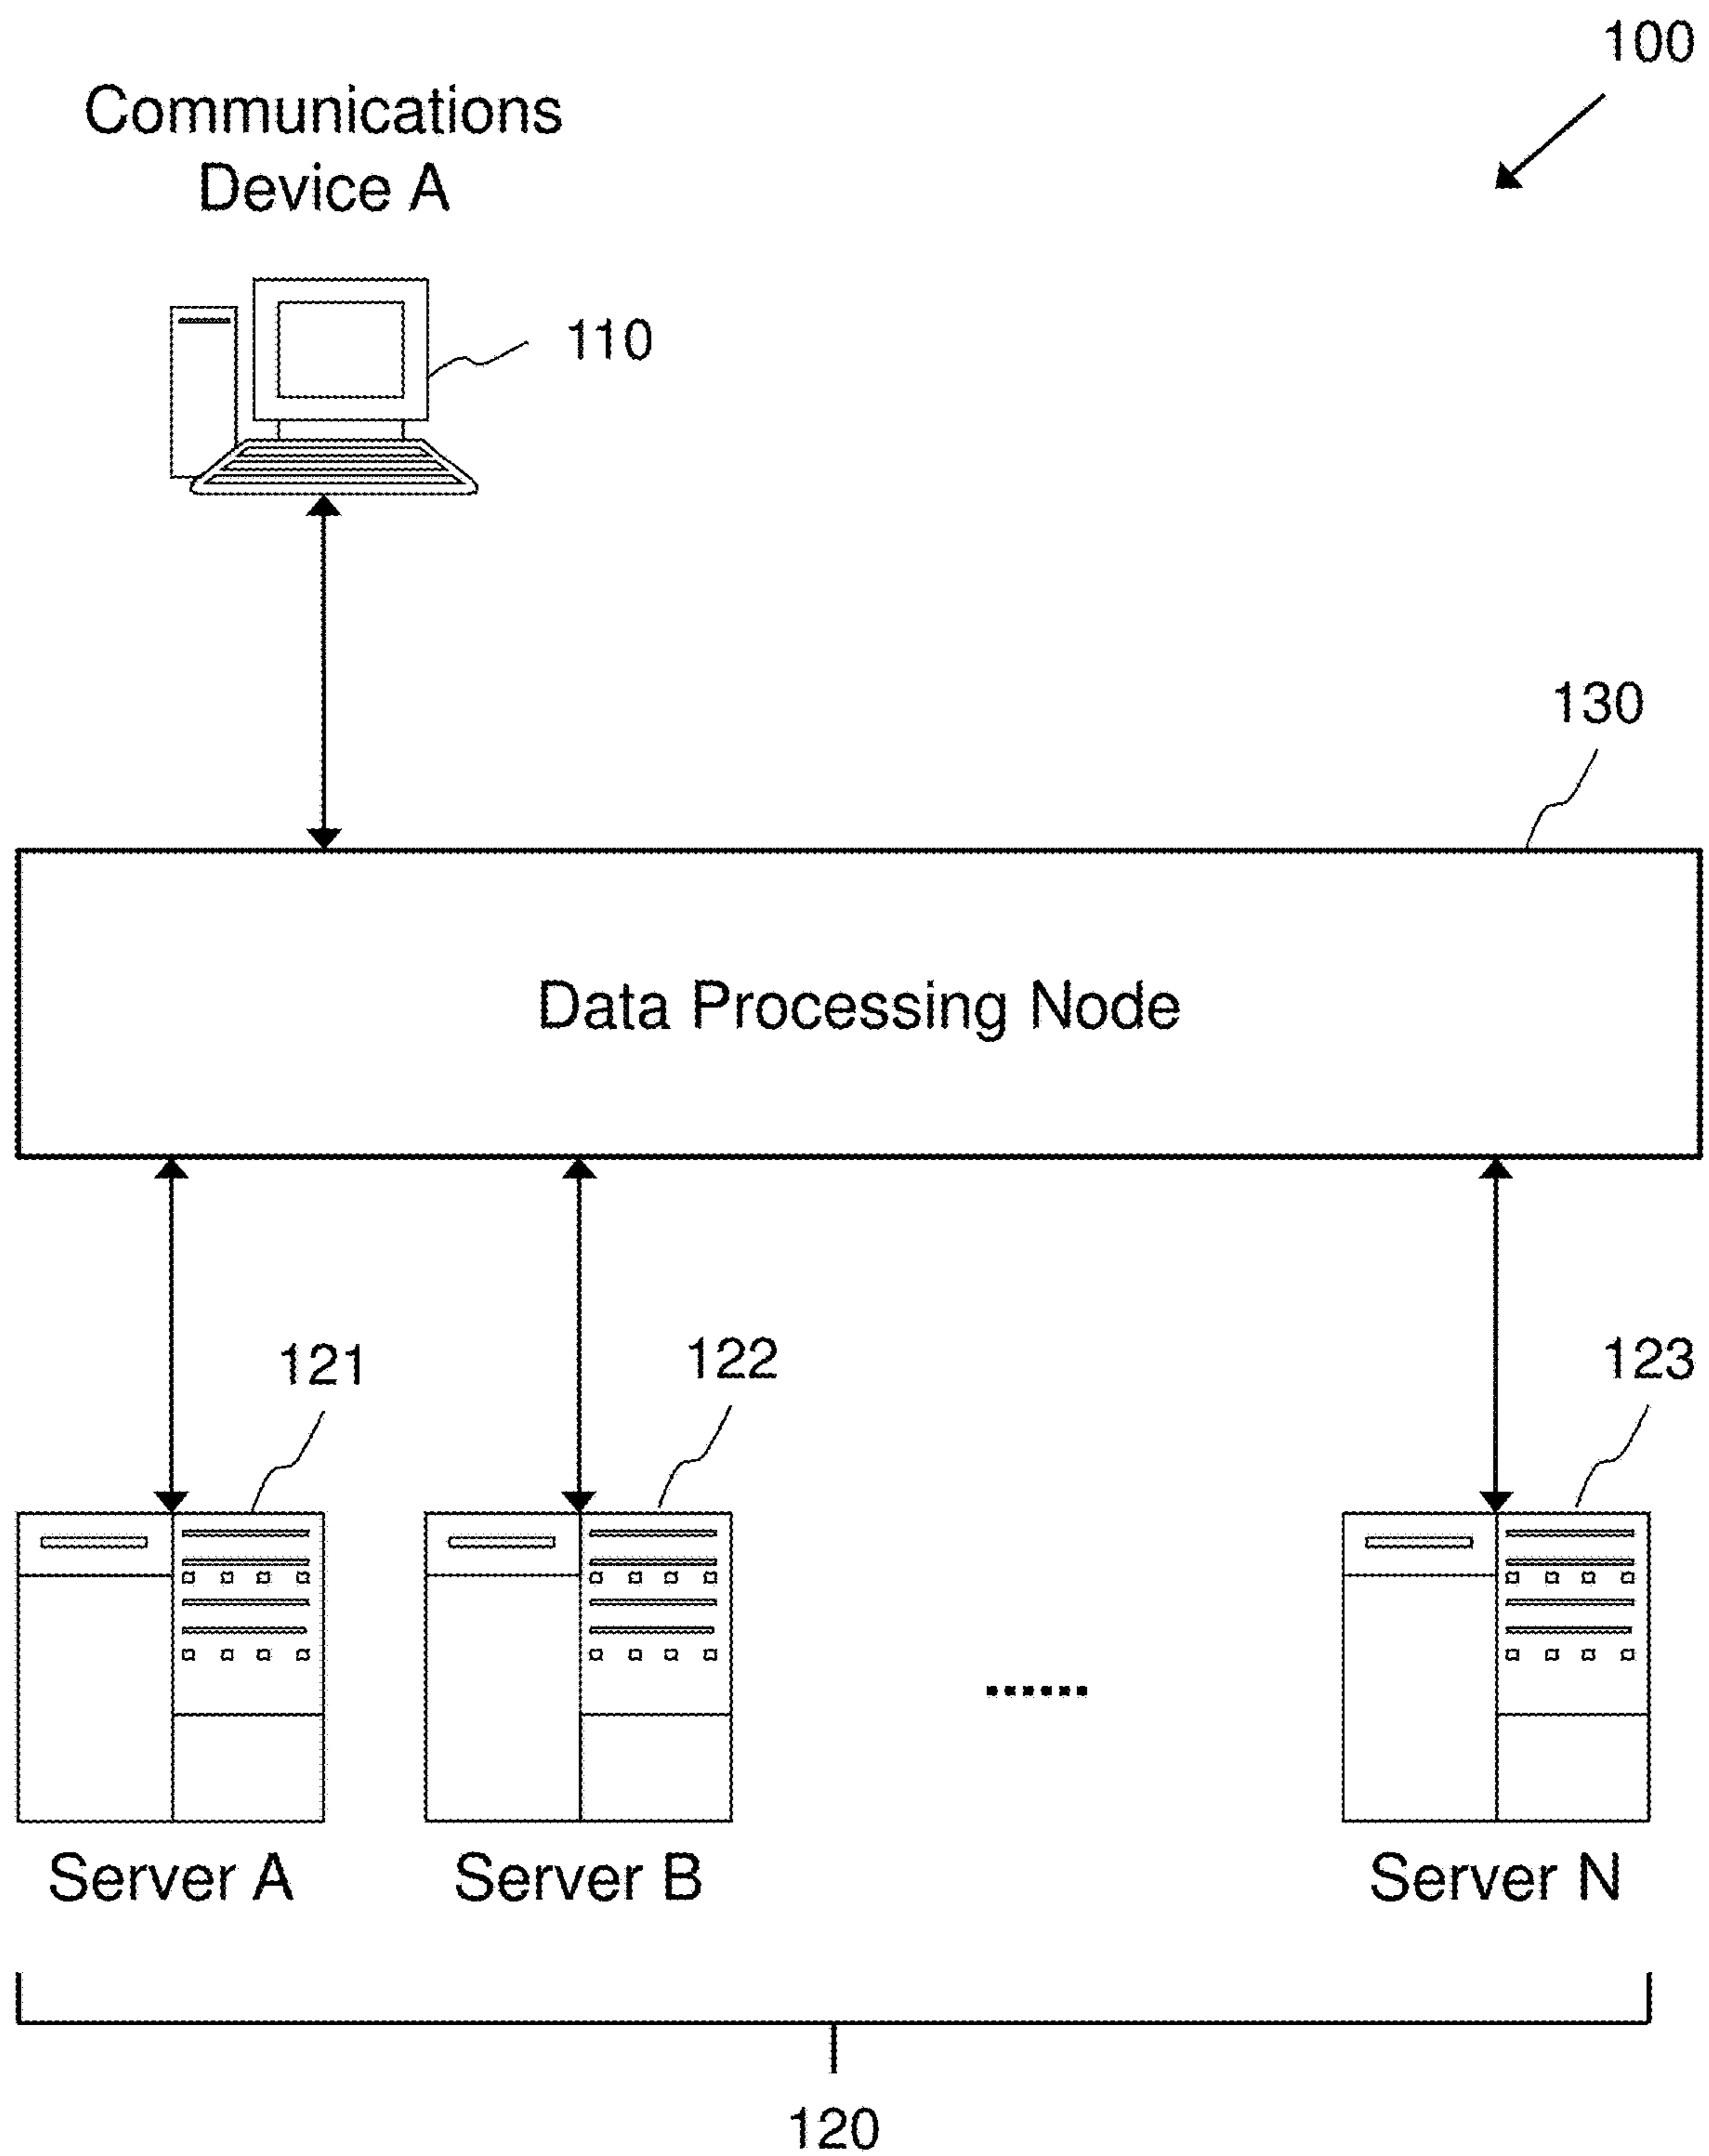 100
Communications
Device A
110
130
Data Processing Node
121
122
123
......
Server A
Server B
Server N
120